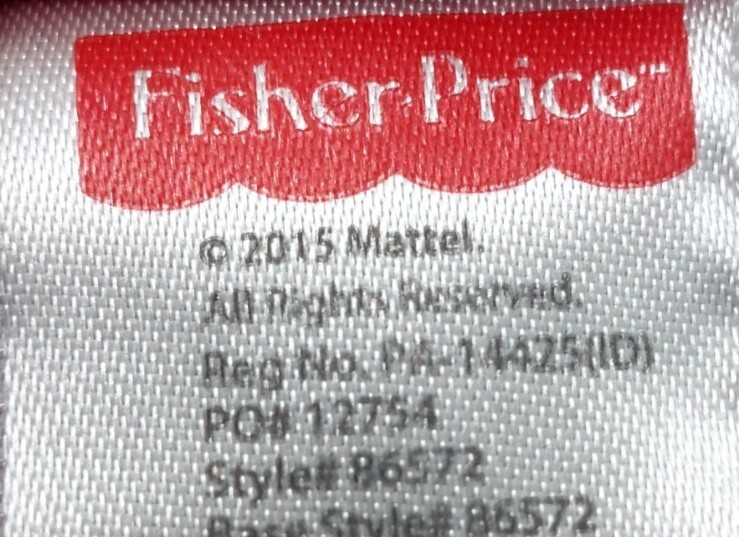 Fisher-Price™
© 2015 Mattel.
All Rights Reserved.
Reg No. PA-14425(ID)
PO# 12754
Style# 86572
Base Style# 86572